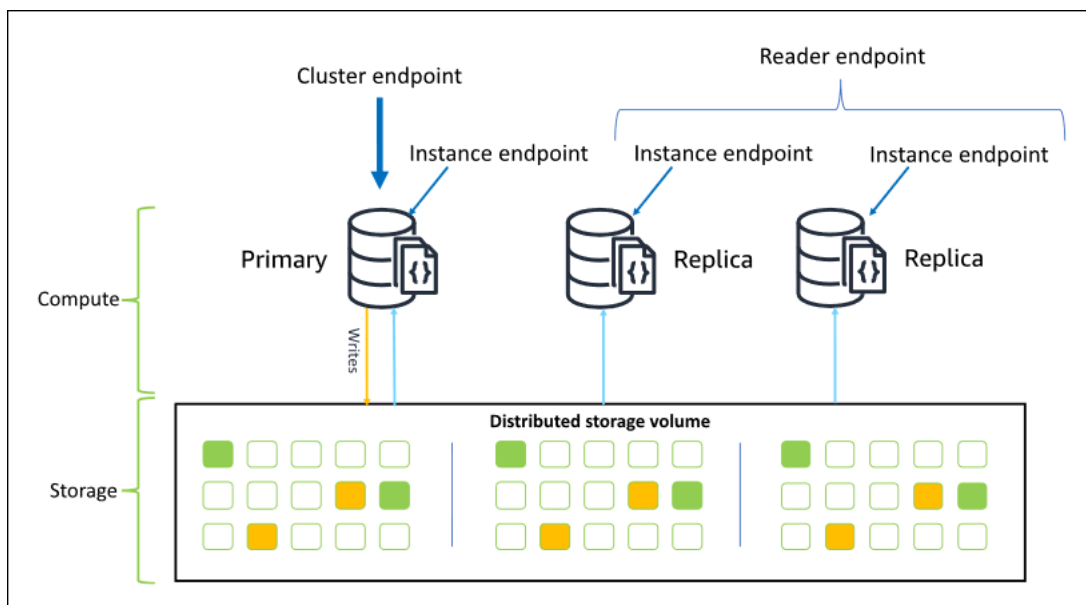 Reader endpoint
Cluster endpoint
Instance endpoint
Instance endpoint
Instance endpoint
Primary
{}
Replica
{}
Replica
{}
Compute
Writes
Distributed storage volume
Storage